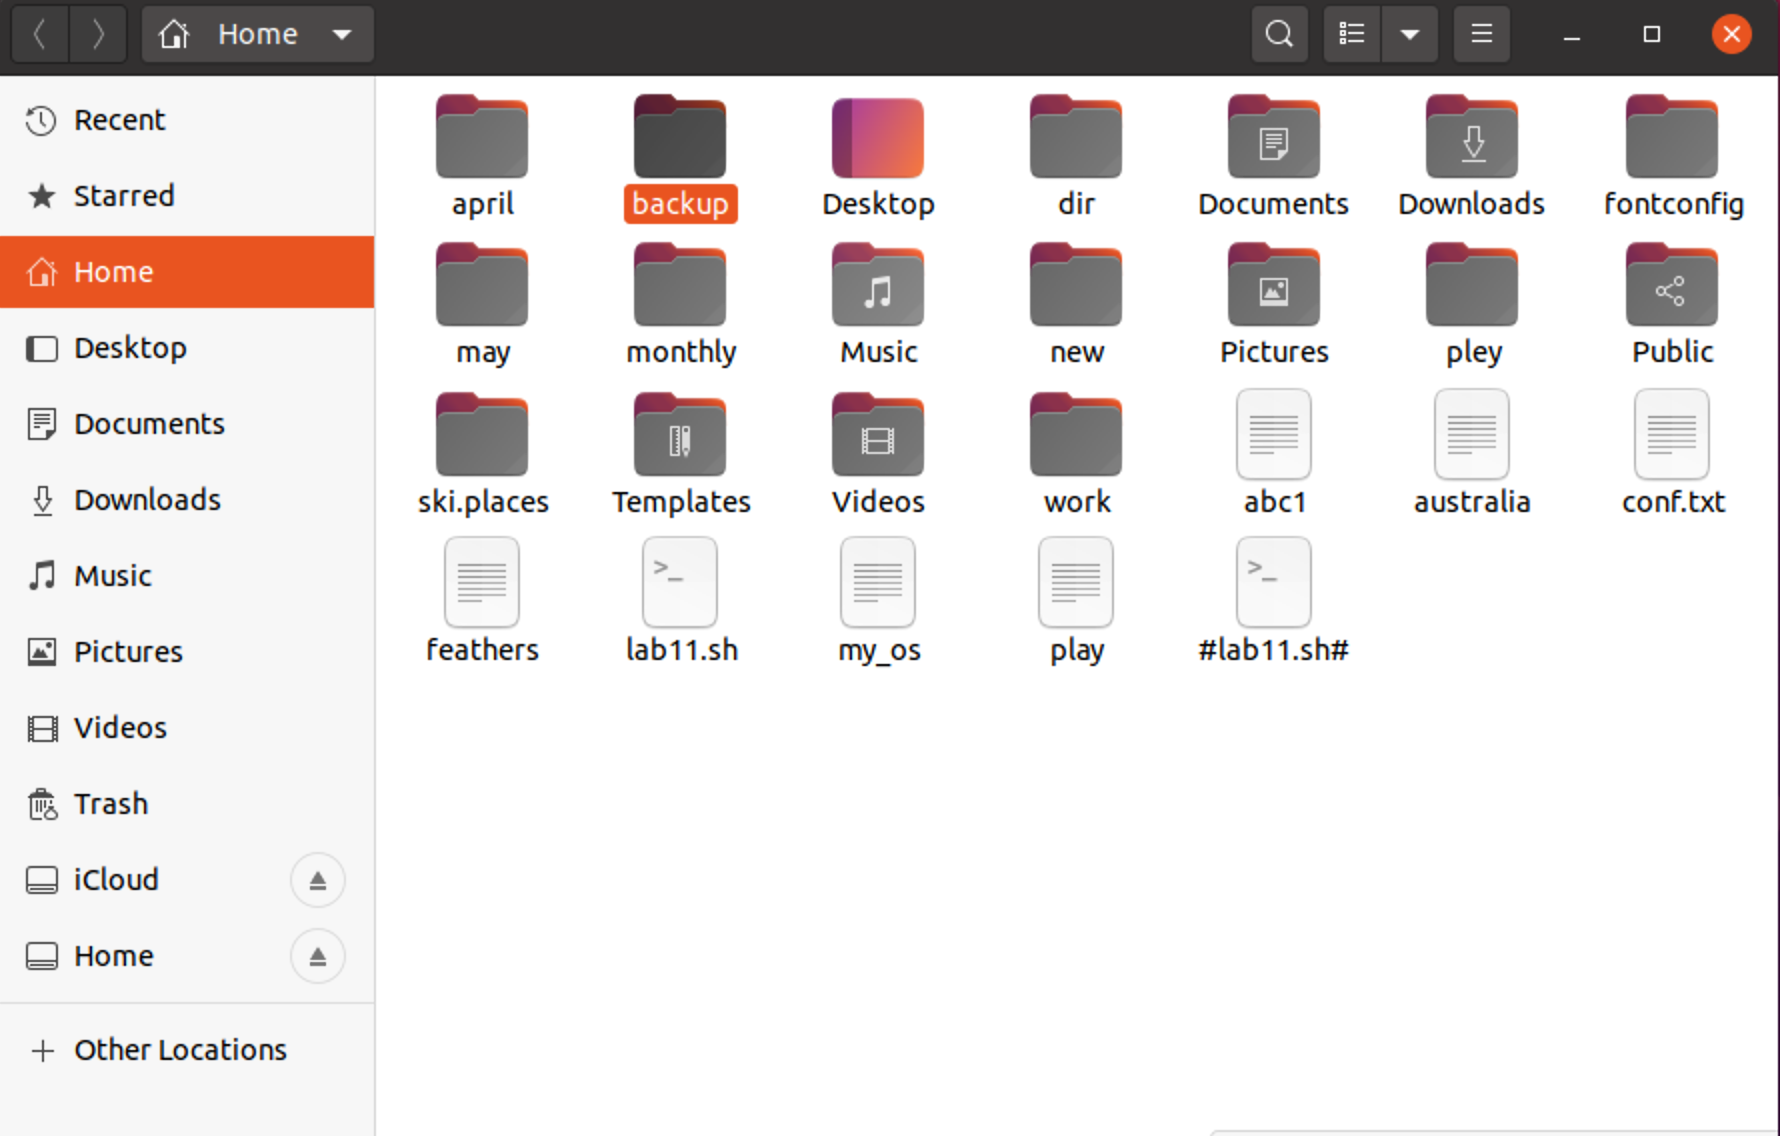 Home
Recent
Starred
Home
Desktop
Documents
Downloads
Music
Pictures
Videos
Trash
iCloud
Home
Other Locations
april backup Desktop dir Documents Downloads fontconfig
may monthly Music new Pictures pley Public
ski.places Templates Videos work abc1 australia conf.txt
feathers lab11.sh my_os play #lab11.sh#